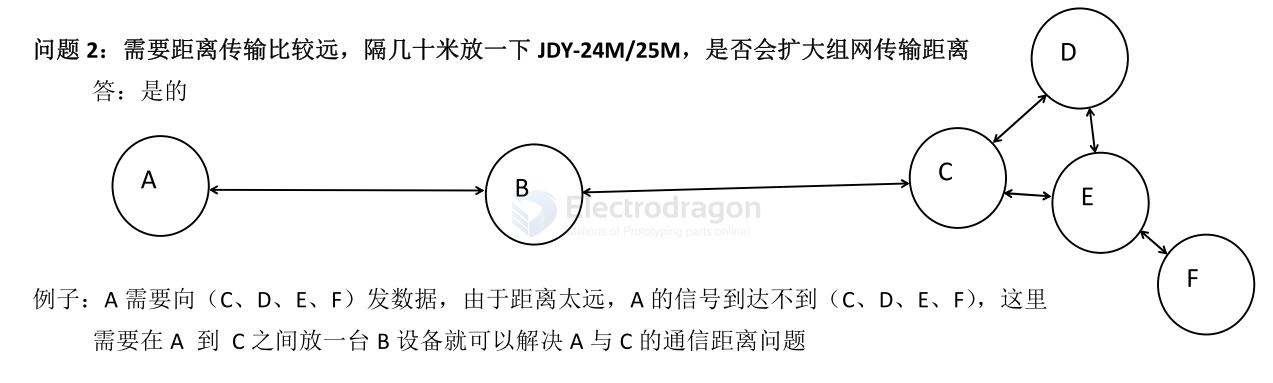 问题 2：需要距离传输比较远，隔几十米放一下 JDY-24M/25M，是否会扩大组网传输距离
答：是的
D
A
B
C
E
F
Electrodragon
Millions of Prototyping parts online!
例子：A 需要向（C、D、E、F）发数据，由于距离太远，A 的信号到达不到（C、D、E、F），这里
需要在 A 到 C 之间放一台 B 设备就可以解决 A 与 C 的通信距离问题